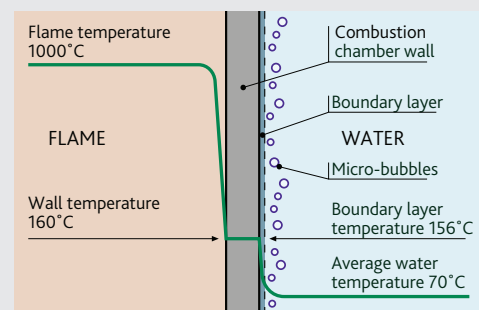 Flame temperature
1000˚C
FLAME
Wall temperature
160˚C
Combustion
chamber wall
Boundary layer
WATER
Micro-bubbles
Boundary layer
temperature 156˚C
Average water
temperature 70˚C